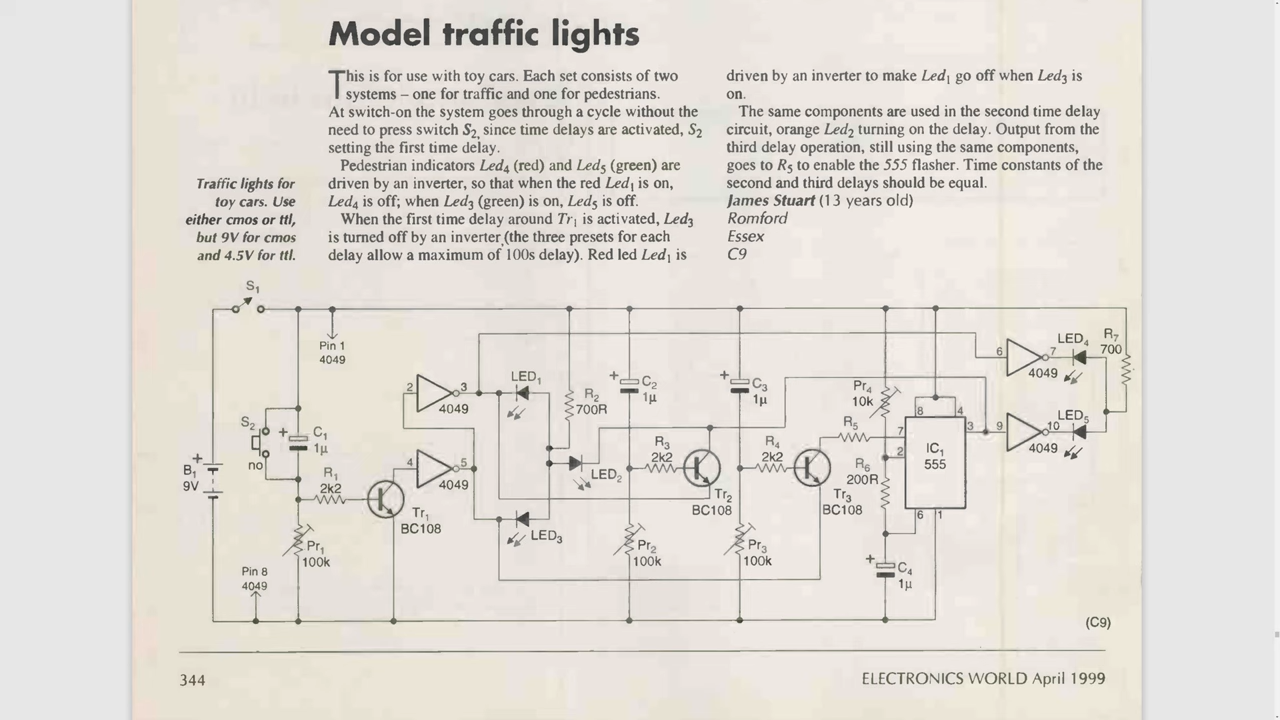 Model traffic lights
This is for use with toy cars. Each set consists of two
systems – one for traffic and one for pedestrians.
At switch-on the system goes through a cycle without the
need to press switch S2, since time delays are activated, S2
setting the first time delay.
Pedestrian indicators Led4 (red) and Led5 (green) are
driven by an inverter, so that when the red Led1 is on,
Led4 is off; when Led3 (green) is on, Led5 is off.
When the first time delay around Tr1 is activated, Led3
is turned off by an inverter (the three presets for each
delay allow a maximum of 100s delay). Red led Led1 is
driven by an inverter to make Led1 go off when Led3 is
on.
The same components are used in the second time delay
circuit, orange Led2 turning on the delay. Output from the
third delay operation, still using the same components,
goes to R5 to enable the 555 flasher. Time constants of the
second and third delays should be equal.
James Stuart (13 years old)
Romford
Essex
C9
Traffic lights for
toy cars. Use
either cmos or ttl,
but 9V for cmos
and 4.5V for ttl.
S1
Pin 1
4049
S2
no
+
C1
1µ
B1
9V
+
R1
2k2
Pr1
100k
Pin 8
4049
Tr1
BC108
2
3
4049
4
5
4049
LED1
R2
700R
LED2
LED3
+
C2
1µ
R3
2k2
Tr2
BC108
Pr2
100k
+
C3
1µ
R4
2k2
Tr3
BC108
Pr3
100k
Pr4
10k
R5
R6
200R
8
4
7
2
3
IC1
555
6
1
+
C4
1µ
6
7
4049
LED4
R7
700
9
10
4049
LED5
(C9)
344
ELECTRONICS WORLD April 1999